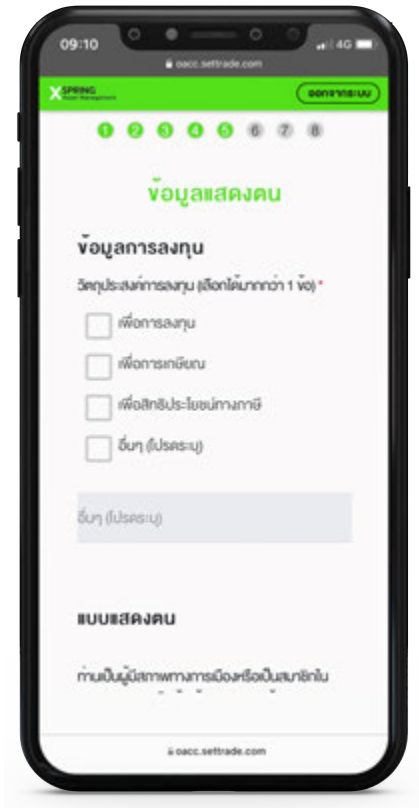 09:10
4G
oacc.settrade.com
XSPRING
Asset Management
ออกจากระบบ
1 2 3 4 5 6 7 8
ข้อมูลแสดงตน
ข้อมูลการลงทุน
วัตถุประสงค์การลงทุน (เลือกได้มากกว่า 1 ข้อ) *
เพื่อการลงทุน
เพื่อการเกษียณ
เพื่อสิทธิประโยชน์ทางภาษี
อื่นๆ (โปรดระบุ)
อื่นๆ (โปรดระบุ)
แบบแสดงตน
ท่านเป็นผู้มีสภาพทางการเมืองหรือเป็นสมาชิกใน
oacc.settrade.com